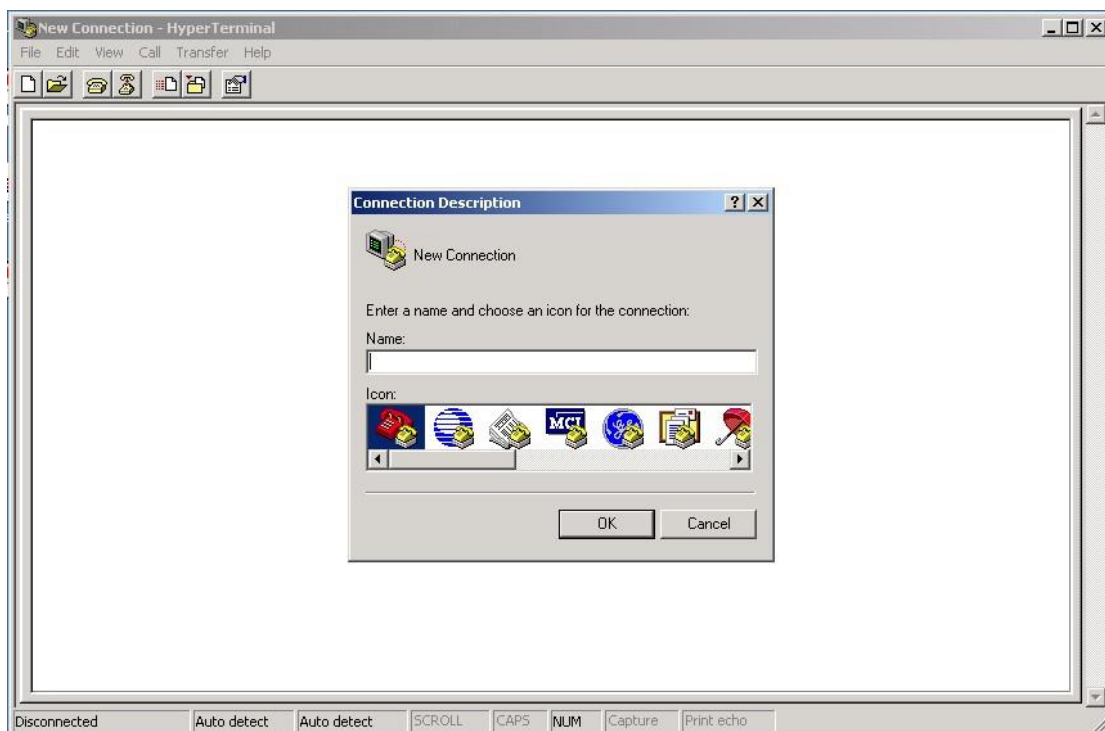 New Connection - HyperTerminal
File Edit View Call Transfer Help
Connection Description
New Connection
Enter a name and choose an icon for the connection:
Name:
Icon:
MCI
OK Cancel
Disconnected Auto detect Auto detect SCROLL CAPS NUM Capture Print echo